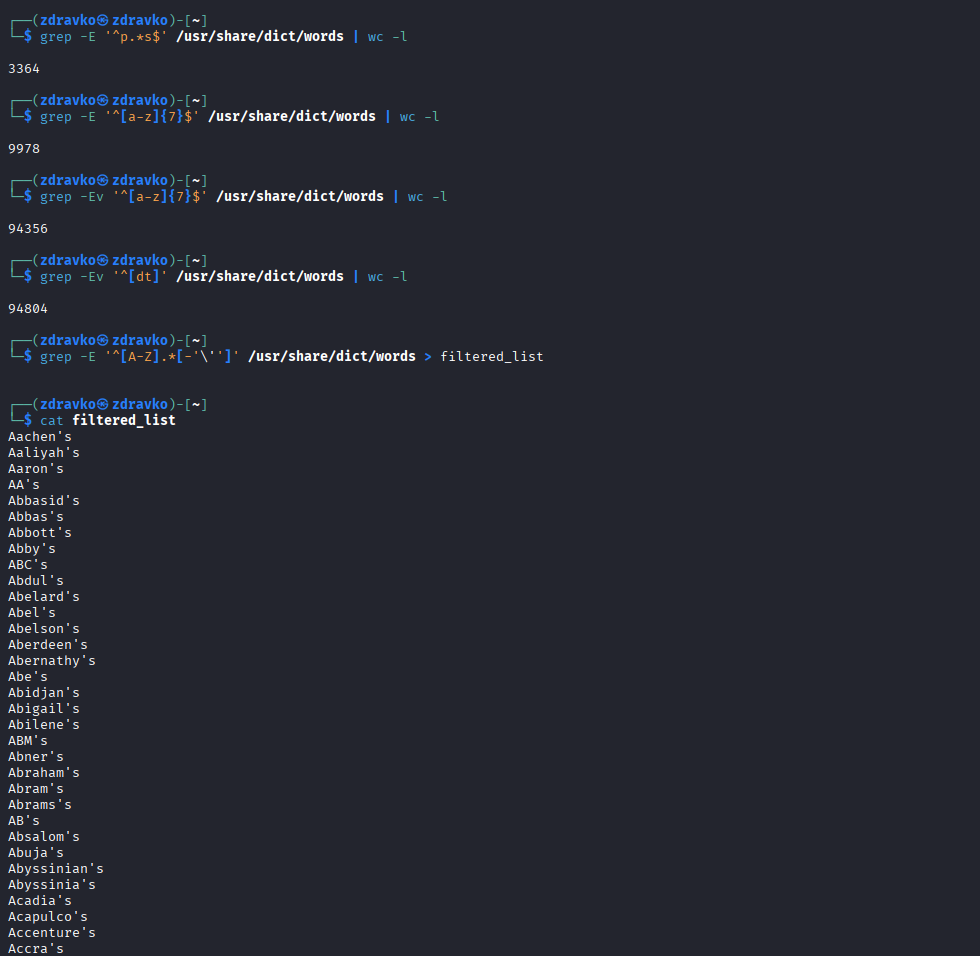 ┌──(zdravko㉿zdravko)-[~]
└─$ grep -E '^p.*s$' /usr/share/dict/words | wc -l
3364
┌──(zdravko㉿zdravko)-[~]
└─$ grep -E '^[a-z]{7}$' /usr/share/dict/words | wc -l
9978
┌──(zdravko㉿zdravko)-[~]
└─$ grep -Ev '^[a-z]{7}$' /usr/share/dict/words | wc -l
94356
┌──(zdravko㉿zdravko)-[~]
└─$ grep -Ev '^[dt]' /usr/share/dict/words | wc -l
94804
┌──(zdravko㉿zdravko)-[~]
└─$ grep -E '^[A-Z].*[-'\'']' /usr/share/dict/words > filtered_list
┌──(zdravko㉿zdravko)-[~]
└─$ cat filtered_list
Aachen's
Aaliyah's
Aaron's
AA's
Abbasid's
Abbas's
Abbott's
Abby's
ABC's
Abdul's
Abelard's
Abel's
Abelson's
Aberdeen's
Abernathy's
Abe's
Abidjan's
Abigail's
Abilene's
ABM's
Abner's
Abraham's
Abram's
Abrams's
AB's
Absalom's
Abuja's
Abyssinian's
Abyssinia's
Acadia's
Acapulco's
Accenture's
Accra's